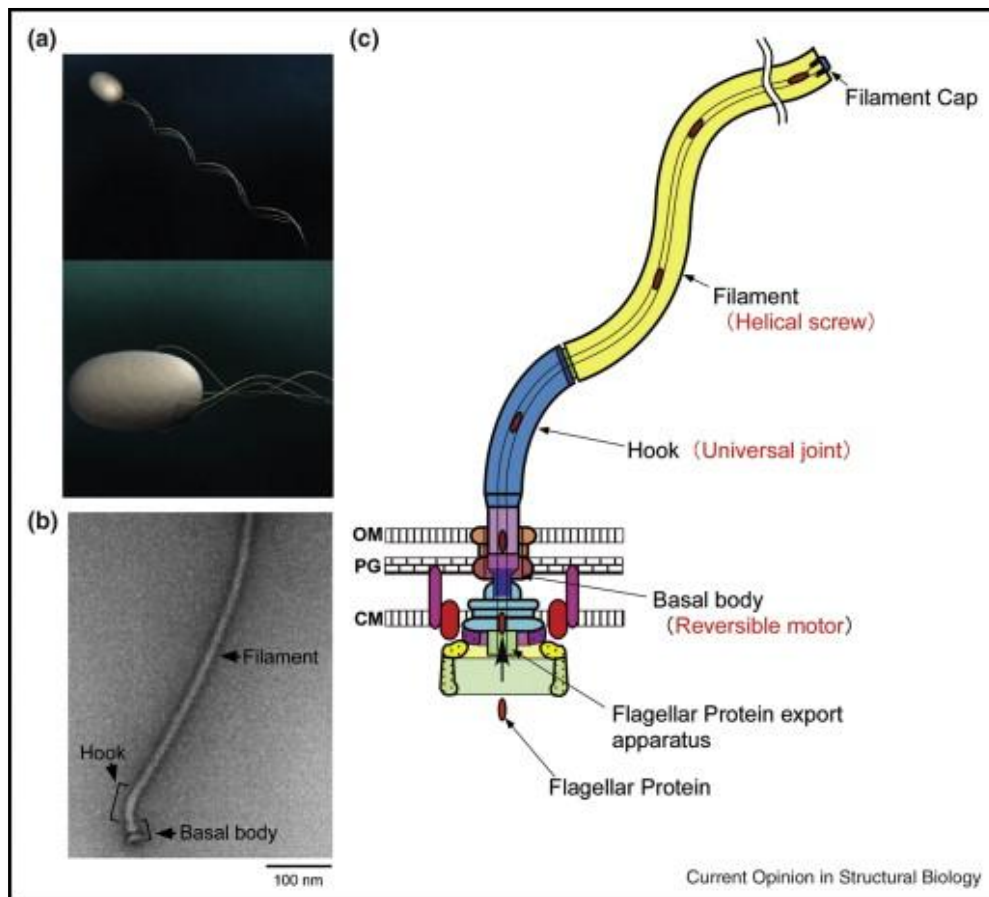 (a)
(b)
Filament
Hook
Basal body
100 nm
(c)
Filament Cap
Filament
(Helical screw)
Hook (Universal joint)
OM
PG
CM
Basal body
(Reversible motor)
Flagellar Protein export
apparatus
Flagellar Protein
Current Opinion in Structural Biology